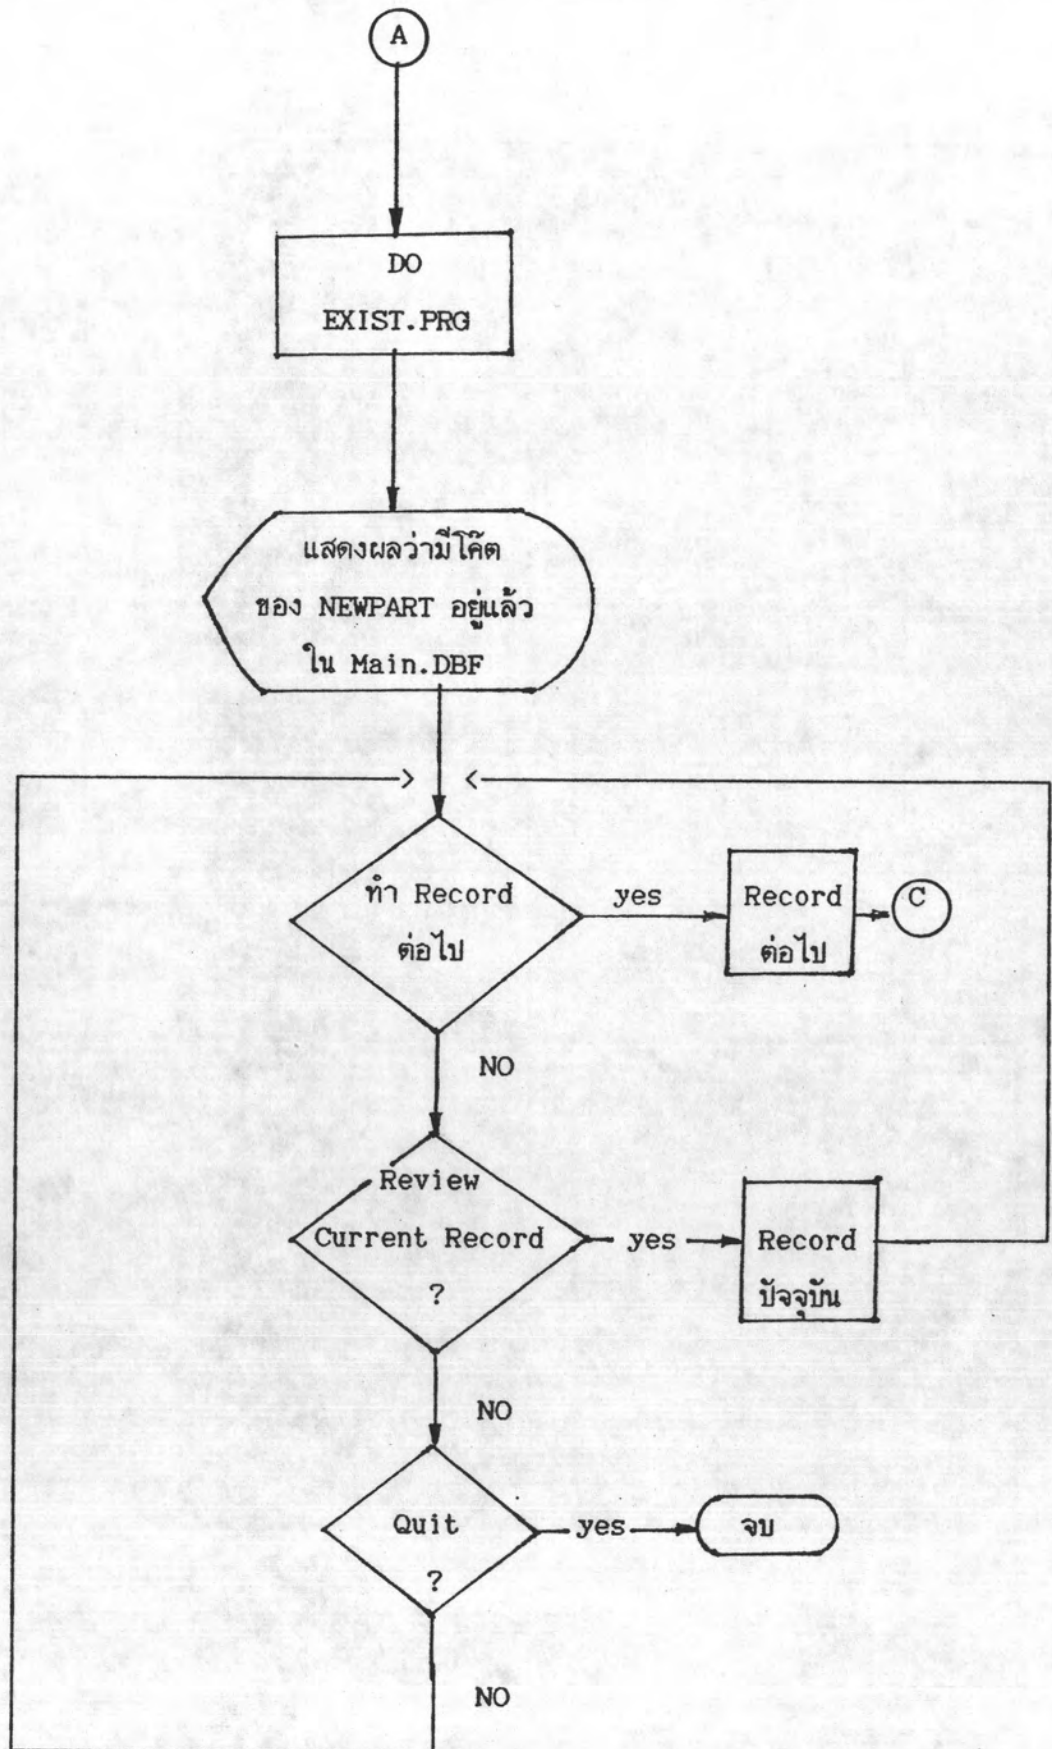 A
DO
EXIST.PRG
แสดงผลว่ามีโค๊ด
ของ NEWPART อยู่แล้ว
ใน Main.DBF
ทำ Record
ต่อไป
yes
Record
ต่อไป
C
NO
Review
Current Record
?
yes
Record
ปัจจุบัน
NO
Quit
?
yes
จบ
NO